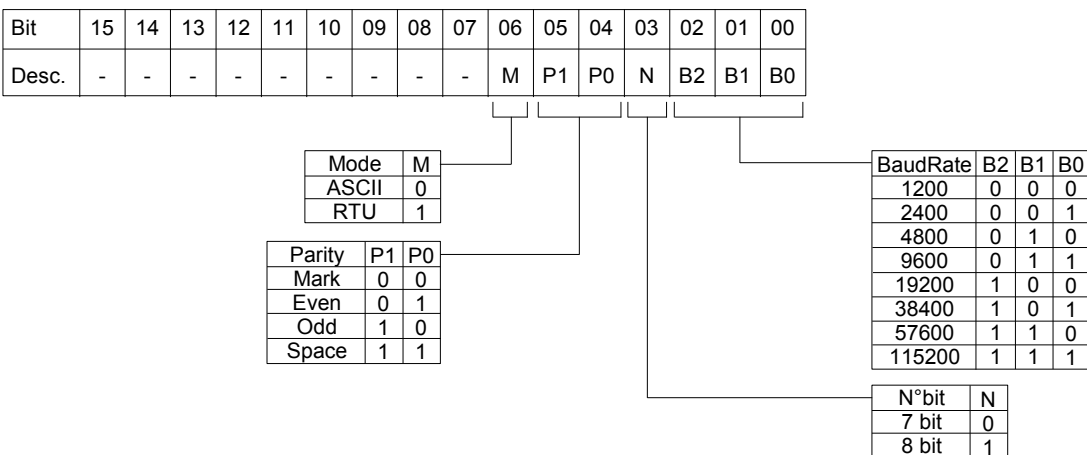 Bit 15 14 13 12 11 10 09 08 07 06 05 04 03 02 01 00
Desc. - - - - - - - - - M P1 P0 N B2 B1 B0
Mode M
ASCII 0
RTU 1
Parity P1 P0
Mark 0 0
Even 0 1
Odd 1 0
Space 1 1
BaudRate B2 B1 B0
1200 0 0 0
2400 0 0 1
4800 0 1 0
9600 0 1 1
19200 1 0 0
38400 1 0 1
57600 1 1 0
115200 1 1 1
N°bit N
7 bit 0
8 bit 1